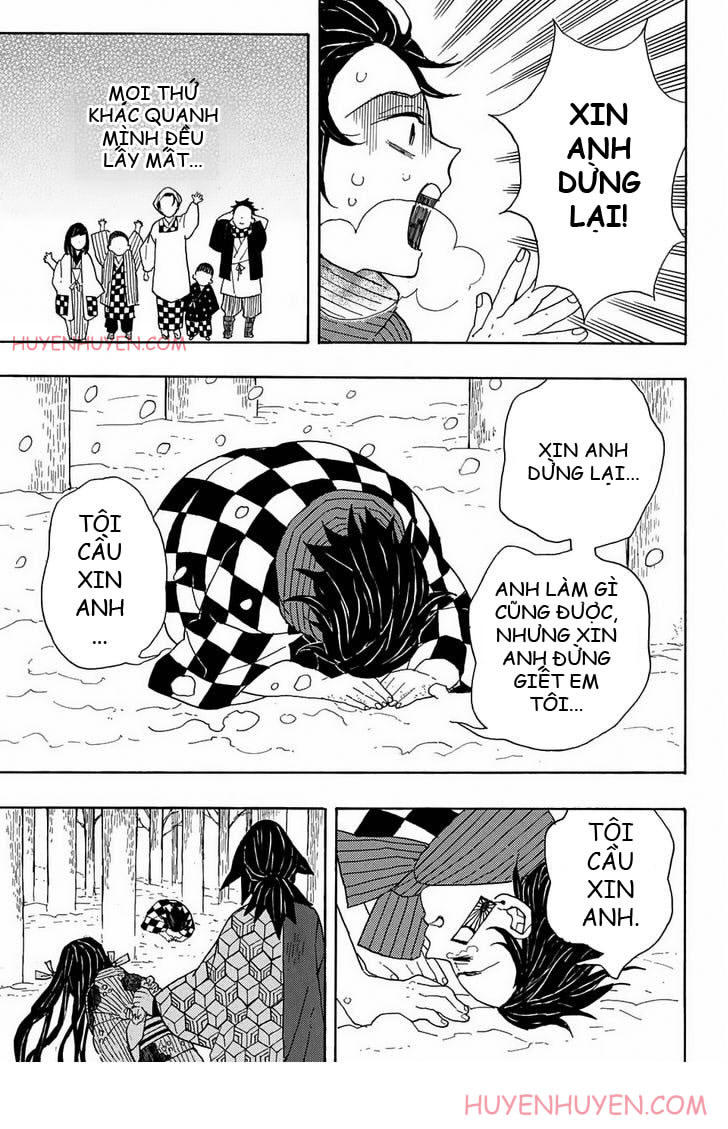 XIN
ANH
DỪNG
LẠI!
MỌI THỨ
KHÁC QUANH
MÌNH ĐỀU
LẤY MẤT...
HUYENHUYEN.COM
XIN ANH
DỪNG LẠI...
ANH LÀM GÌ
CŨNG ĐƯỢC,
NHƯNG XIN
ANH ĐỪNG
GIẾT EM
TÔI...
TÔI
CẦU
XIN
ANH
...
TÔI
CẦU
XIN
ANH.
HUYENHUYEN.COM